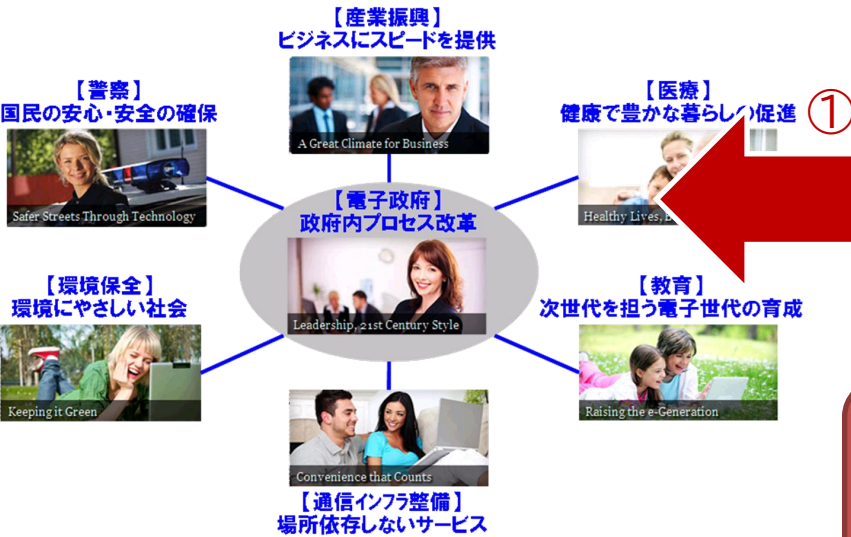 【産業振興】
ビジネスにスピードを提供
A Great Climate for Business
【警察】
国民の安心・安全の確保
Safer Streets Through Technology
【医療】
健康で豊かな暮らしの促進
①
Healthy Lives,
【電子政府】
政府内プロセス改革
Leadership, 21st Century Style
【環境保全】
環境にやさしい社会
Keeping it Green
【教育】
次世代を担う電子世代の育成
Raising the e-Generation
Convenience that Counts
【通信インフラ整備】
場所依存しないサービス